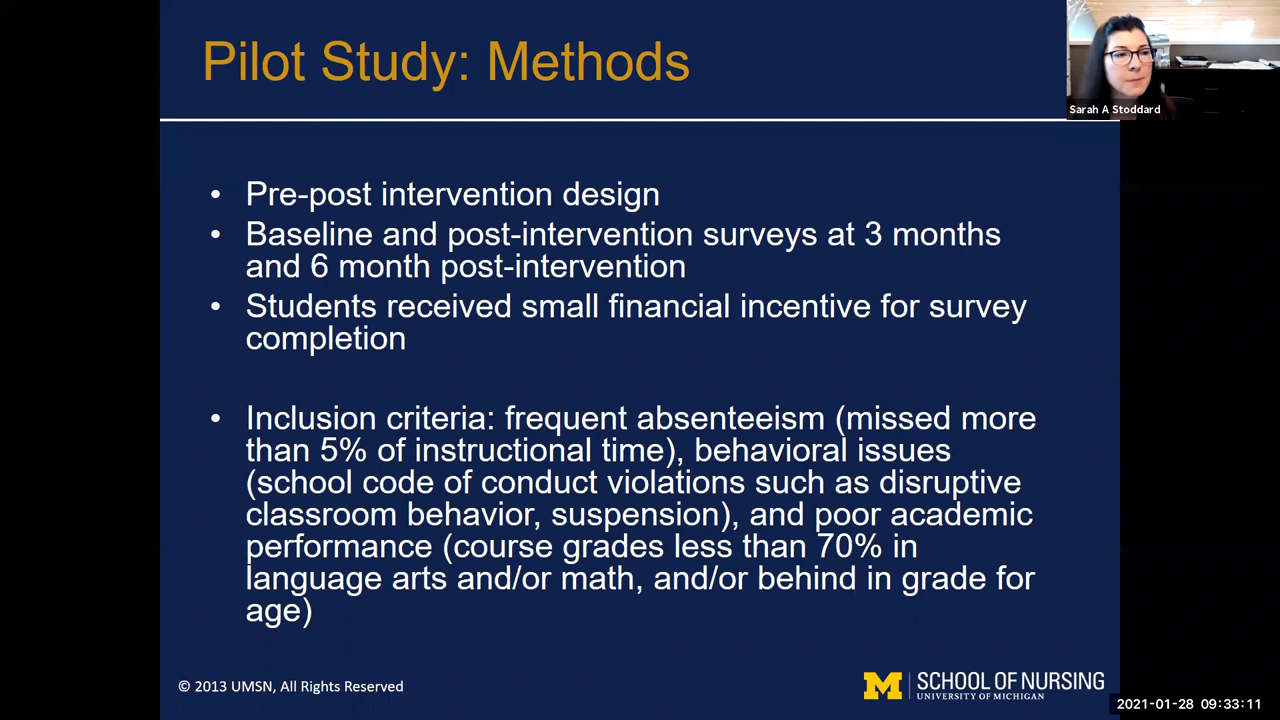 Pilot Study: Methods
Sarah A Stoddard
• Pre-post intervention design
• Baseline and post-intervention surveys at 3 months
and 6 month post-intervention
• Students received small financial incentive for survey
completion
• Inclusion criteria: frequent absenteeism (missed more
than 5% of instructional time), behavioral issues
(school code of conduct violations such as disruptive
classroom behavior, suspension), and poor academic
performance (course grades less than 70% in
language arts and/or math, and/or behind in grade for
age)
© 2013 UMSN, All Rights Reserved
M SCHOOL OF NURSING
UNIVERSITY OF MICHIGAN
2021-01-28 09:33:11